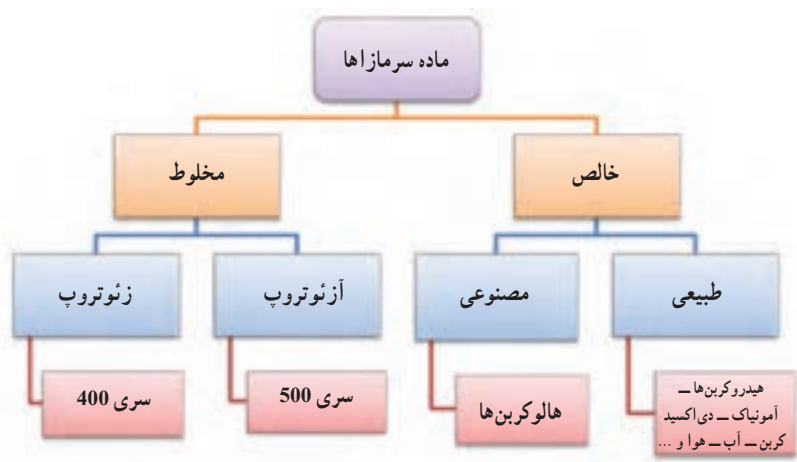 ماده سرمازاها
خالص
مخلوط
طبیعی
مصنوعی
آزئوتروپ
زئوتروپ
هیدروکربن‌ها ــ
آمونیاک ــ دی‌اکسید
کربن ــ آب ــ هوا و ...
هالوکربن‌ها
سری 500
سری 400